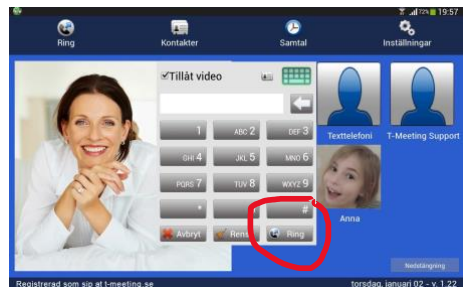 72% 19:57
Ring Kontakter Samtal Inställningar
Tillåt video
1 ABC 2 DEF 3
GHI 4 JKL 5 MNO 6
PQRS 7 TUV 8 WXYZ 9
* #
Avbryt Rensa Ring
Texttelefoni T-Meeting Support
Anna
Nedstängning
Registrerad som sip at t-meeting.se torsdag, januari 02 - v. 1.22